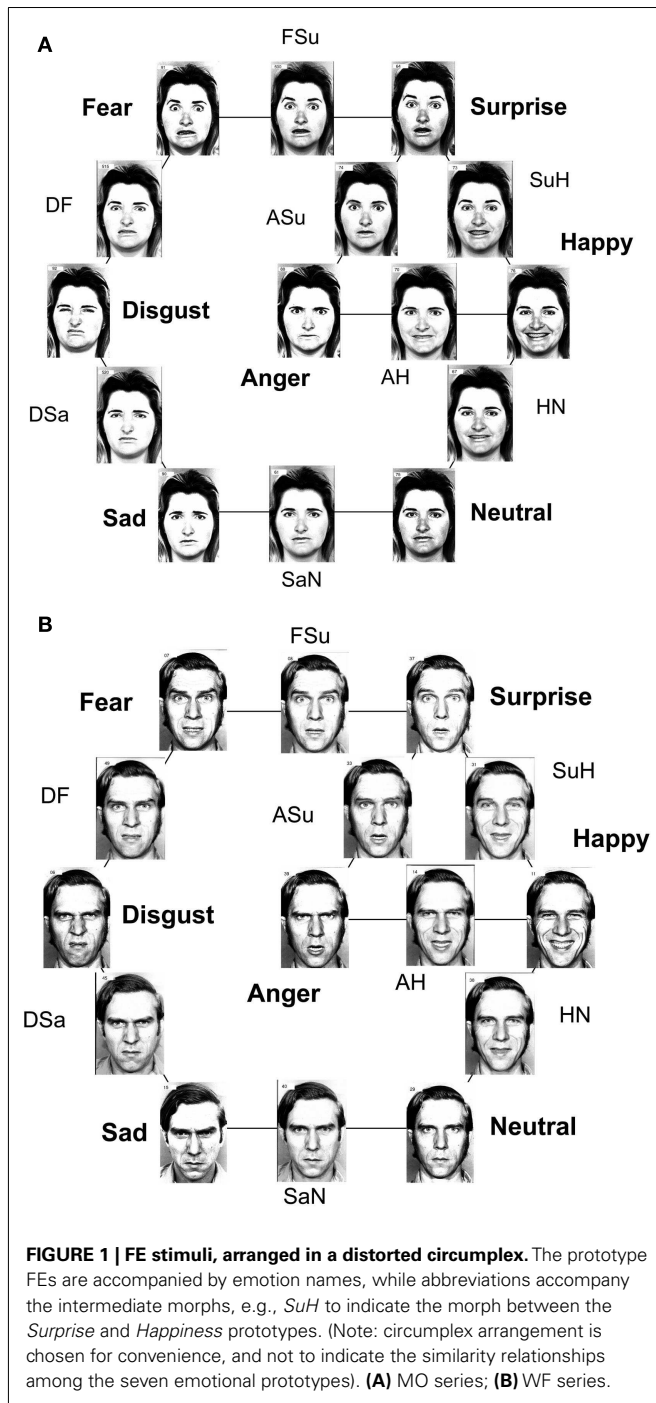 A
FSu
Fear
Surprise
DF
ASu
SuH
Happy
Disgust
Anger
AH
HN
DSa
Sad
Neutral
SaN
B
FSu
Fear
Surprise
DF
ASu
SuH
Happy
Disgust
Anger
AH
HN
DSa
Sad
Neutral
SaN
FIGURE 1 | FE stimuli, arranged in a distorted circumplex. The prototype
FEs are accompanied by emotion names, while abbreviations accompany
the intermediate morphs, e.g., SuH to indicate the morph between the
Surprise and Happiness prototypes. (Note: circumplex arrangement is
chosen for convenience, and not to indicate the similarity relationships
among the seven emotional prototypes). (A) MO series; (B) WF series.